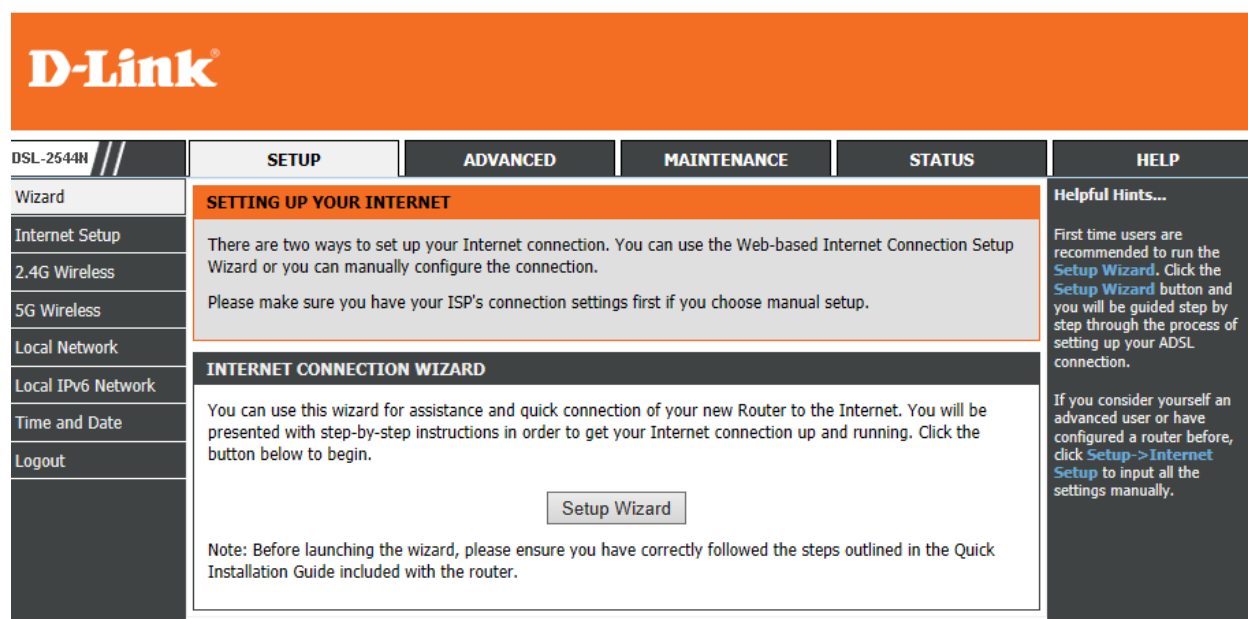 D-Link®
DSL-2544N
SETUP
ADVANCED
MAINTENANCE
STATUS
HELP
Wizard
Internet Setup
2.4G Wireless
5G Wireless
Local Network
Local IPv6 Network
Time and Date
Logout
SETTING UP YOUR INTERNET
There are two ways to set up your Internet connection. You can use the Web-based Internet Connection Setup
Wizard or you can manually configure the connection.
Please make sure you have your ISP's connection settings first if you choose manual setup.
INTERNET CONNECTION WIZARD
You can use this wizard for assistance and quick connection of your new Router to the Internet. You will be
presented with step-by-step instructions in order to get your Internet connection up and running. Click the
button below to begin.
Setup Wizard
Note: Before launching the wizard, please ensure you have correctly followed the steps outlined in the Quick
Installation Guide included with the router.
Helpful Hints...
First time users are
recommended to run the
Setup Wizard. Click the
Setup Wizard button and
you will be guided step by
step through the process of
setting up your ADSL
connection.
If you consider yourself an
advanced user or have
configured a router before,
click Setup->Internet
Setup to input all the
settings manually.